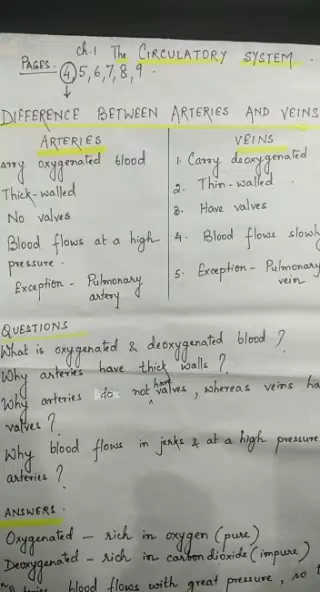 ch.1 The CIRCULATORY SYSTEM.
PAGES. 4,5,6,7,8,9.
DIFFERENCE BETWEEN ARTERIES AND VEINS
ARTERIES
arry oxygenated blood
Thick-walled
No valves
Blood flows at a high
pressure.
Exception - Pulmonary
artery
VEINS
1. Carry deoxygenated
2. Thin-walled.
3. Have valves
4. Blood flows slowly
5. Exception - Pulmonary
vein
QUESTIONS
What is oxygenated & deoxygenated blood?
Why arteries have thick walls?
Why arteries do not have valves, whereas veins ha
valves?
Why blood flows in jerks & at a high pressure
arteries?
ANSWERS.
Oxygenated - rich in oxygen (pure)
Deoxygenated - rich in carbondioxide (impure)
blood flows with great pressure, so t